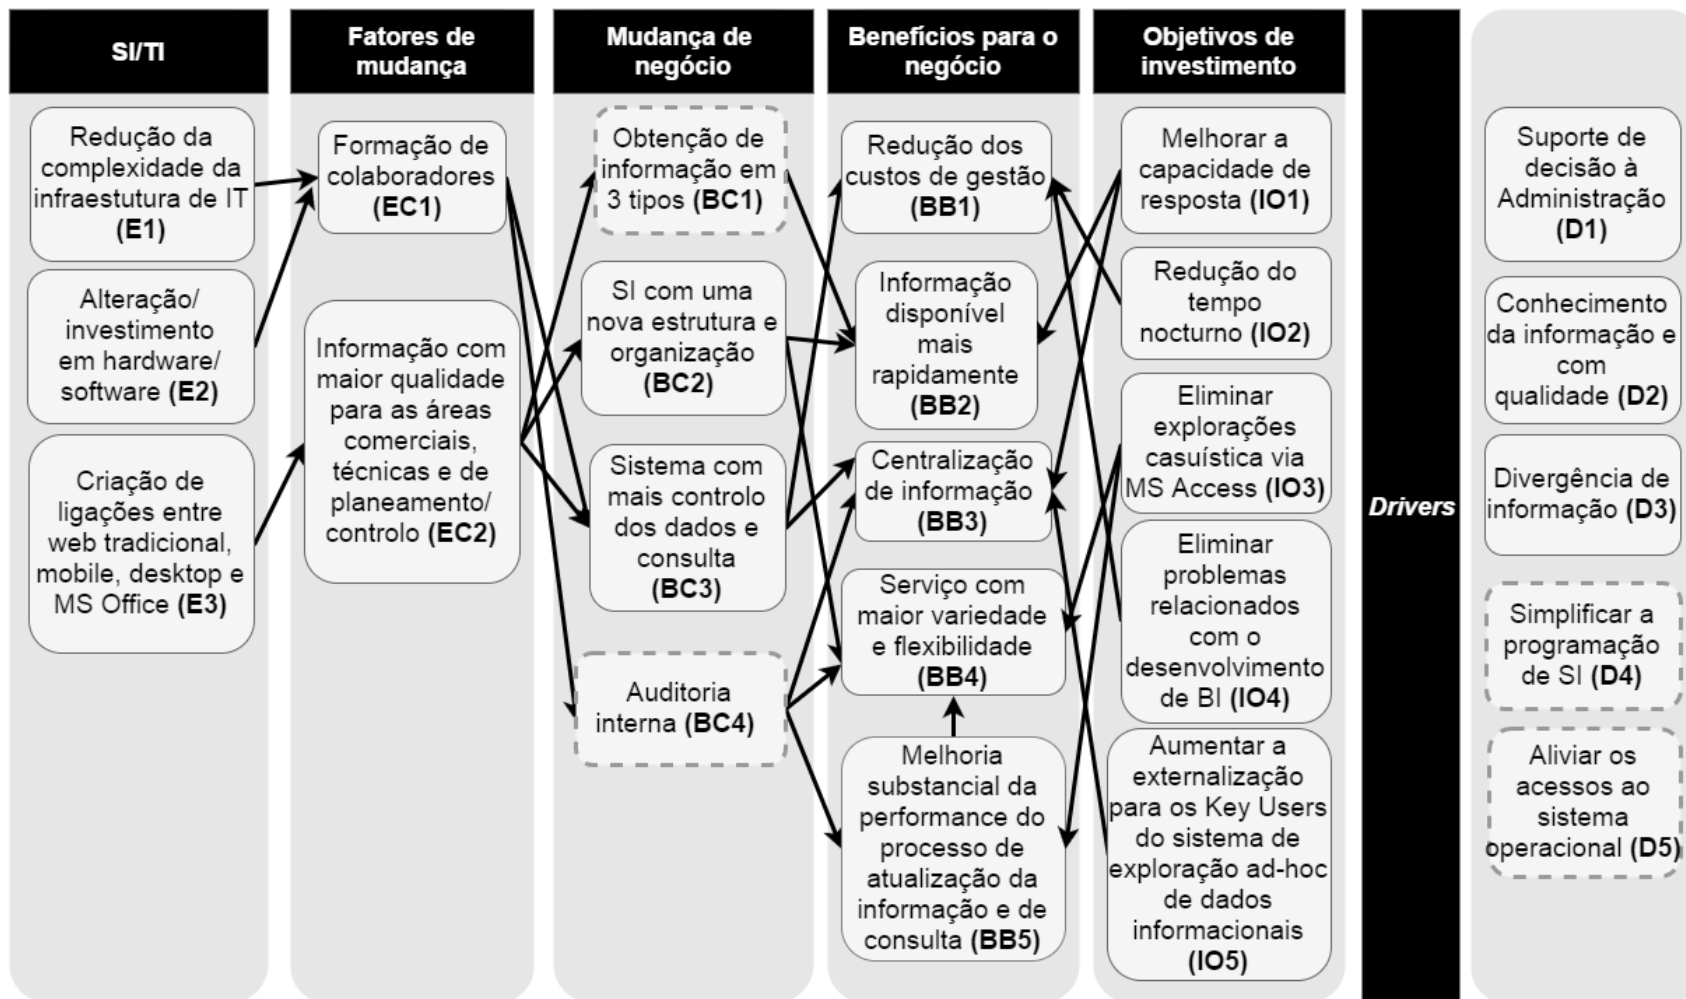 SI/TI
Redução da
complexidade da
infraestutura de IT
(E1)
Alteração/
investimento
em hardware/
software (E2)
Criação de
ligações entre
web tradicional,
mobile, desktop e
MS Office (E3)
Fatores de
mudança
Formação de
colaboradores
(EC1)
Informação com
maior qualidade
para as áreas
comerciais,
técnicas e de
planeamento/
controlo (EC2)
Mudança de
negócio
Obtenção de
informação em
3 tipos (BC1)
SI com uma
nova estrutura e
organização
(BC2)
Sistema com
mais controlo
dos dados e
consulta
(BC3)
Auditoria
interna (BC4)
Benefícios para o
negócio
Redução dos
custos de gestão
(BB1)
Informação
disponível
mais
rapidamente
(BB2)
Centralização
de informação
(BB3)
Serviço com
maior variedade
e flexibilidade
(BB4)
Melhoria
substancial da
performance do
processo de
atualização da
informação e de
consulta (BB5)
Objetivos de
investimento
Melhorar a
capacidade de
resposta (IO1)
Redução do
tempo
nocturno (IO2)
Eliminar
explorações
casuística via
MS Access (IO3)
Eliminar
problemas
relacionados
com o
desenvolvimento
de BI (IO4)
Aumentar a
externalização
para os Key Users
do sistema de
exploração ad-hoc
de dados
informacionais
(IO5)
Drivers
Suporte de
decisão à
Administração
(D1)
Conhecimento
da informação e
com
qualidade (D2)
Divergência de
informação (D3)
Simplificar a
programação
de SI (D4)
Aliviar os
acessos ao
sistema
operacional (D5)